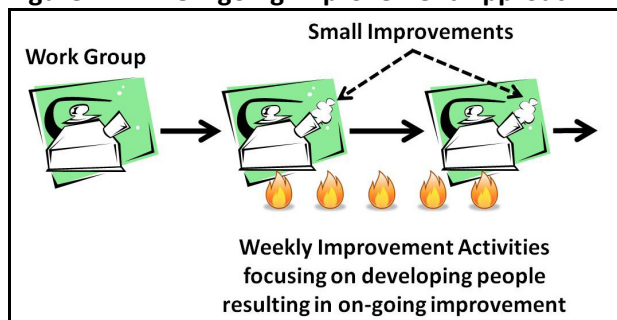 Small Improvements
Work Group
Weekly Improvement Activities
focusing on developing people
resulting in on-going improvement